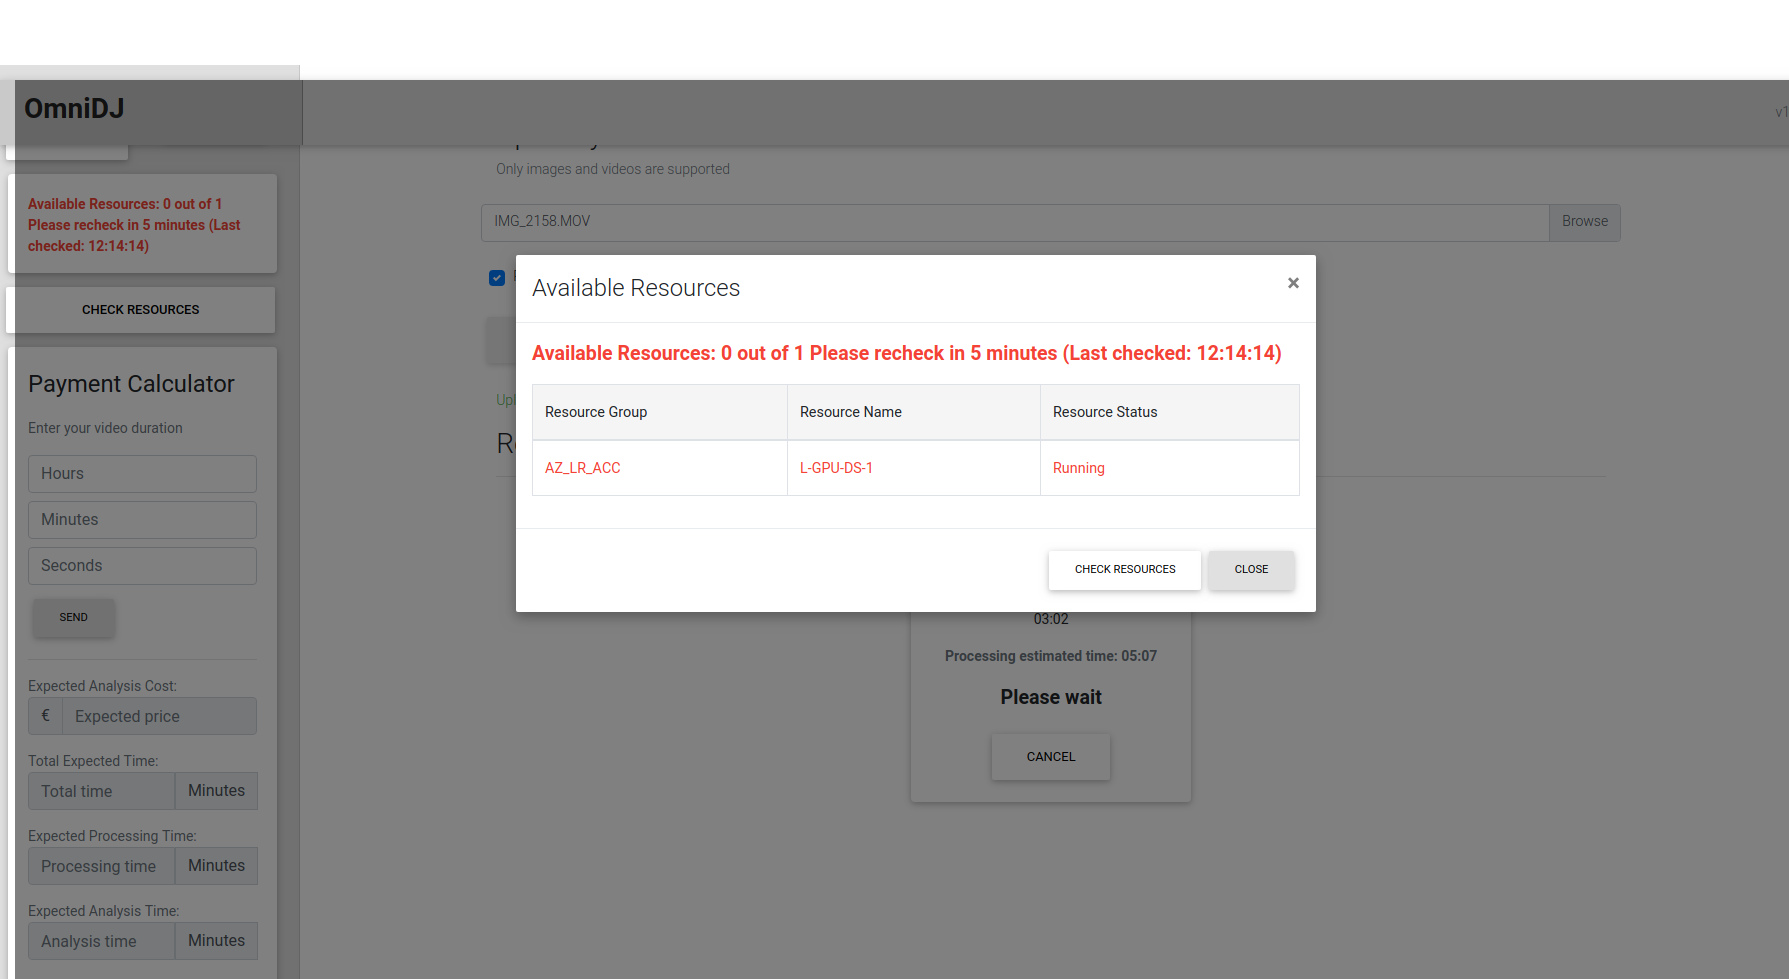 OmniDJ
v1
Only images and videos are supported
Available Resources: 0 out of 1
Please recheck in 5 minutes (Last
checked: 12:14:14)
CHECK RESOURCES
IMG_2158.MOV
Browse
Available Resources
×
Available Resources: 0 out of 1 Please recheck in 5 minutes (Last checked: 12:14:14)
Resource Group
Resource Name
Resource Status
AZ_LR_ACC
L-GPU-DS-1
Running
CHECK RESOURCES
CLOSE
Payment Calculator
Enter your video duration
Hours
Minutes
Seconds
SEND
Expected Analysis Cost:
€
Expected price
Total Expected Time:
Total time
Minutes
Expected Processing Time:
Processing time
Minutes
Expected Analysis Time:
Analysis time
Minutes
03:02
Processing estimated time: 05:07
Please wait
CANCEL